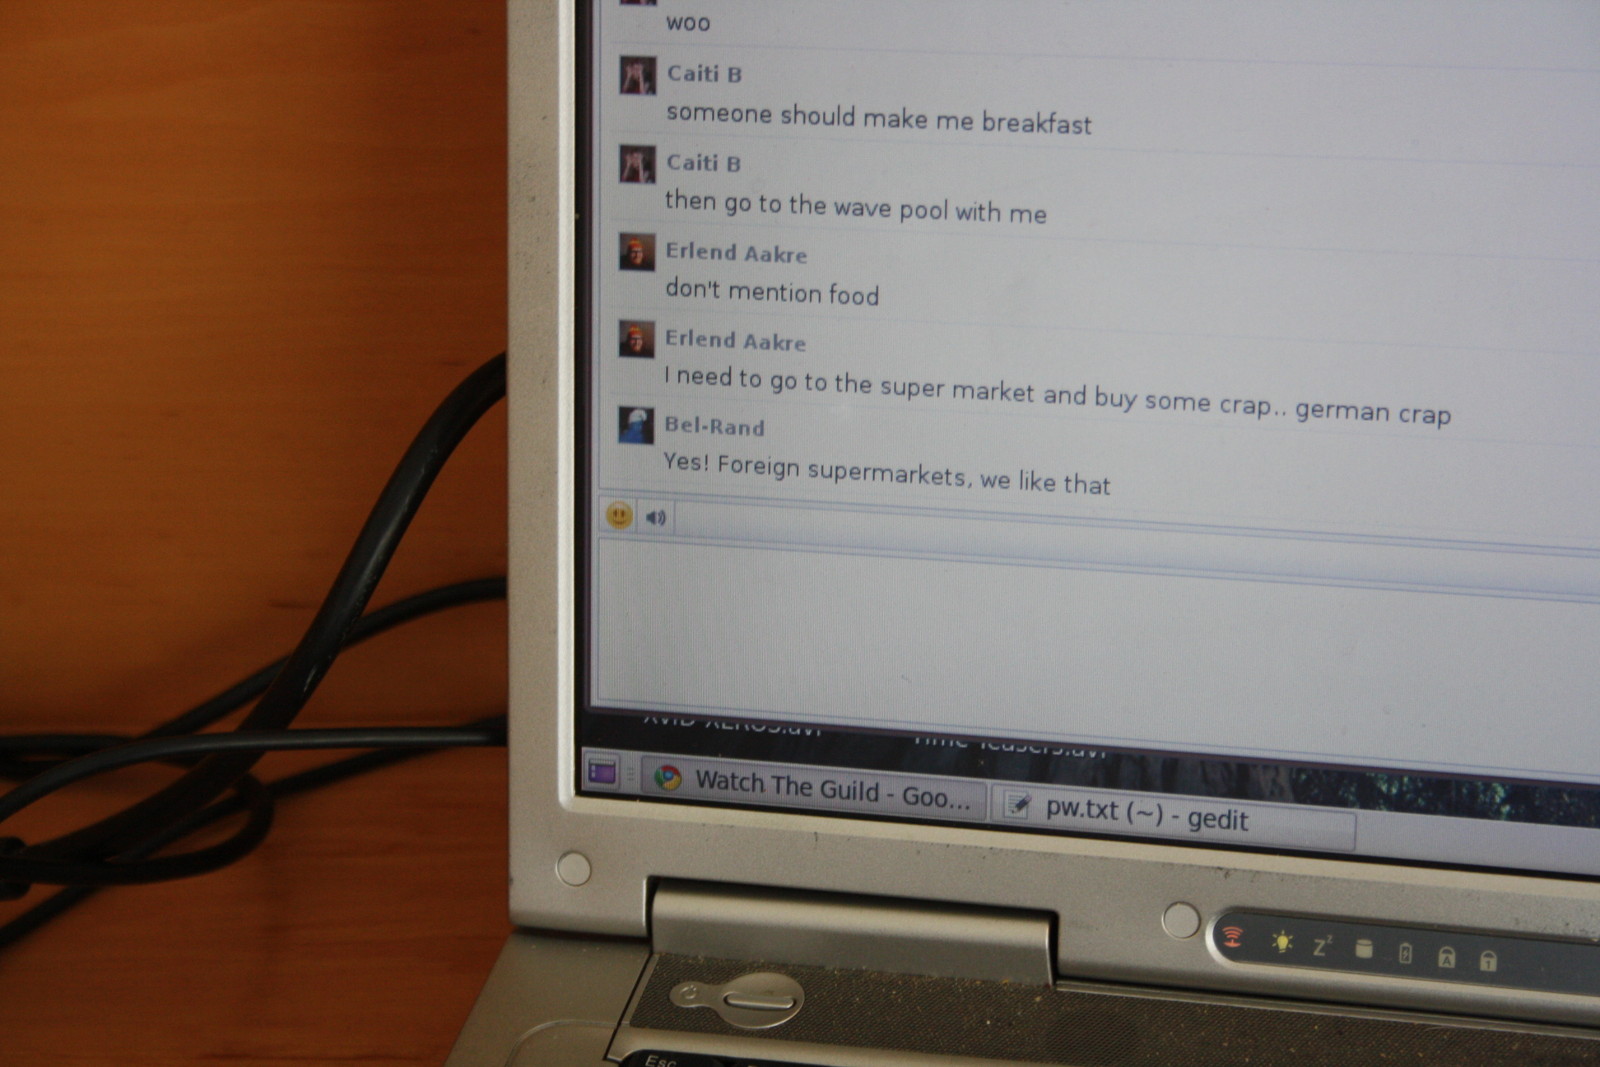 woo
Caiti B
someone should make me breakfast
Caiti B
then go to the wave pool with me
Erlend Aakre
don't mention food
Erlend Aakre
I need to go to the super market and buy some crap.. german crap
Bel-Rand
Yes! Foreign supermarkets, we like that
Watch The Guild - Goo...
pw.txt (~) - gedit
Z z
A
1
Esc